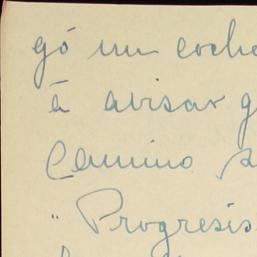 gó un coche
á avisar q
Camino s
" Progresis